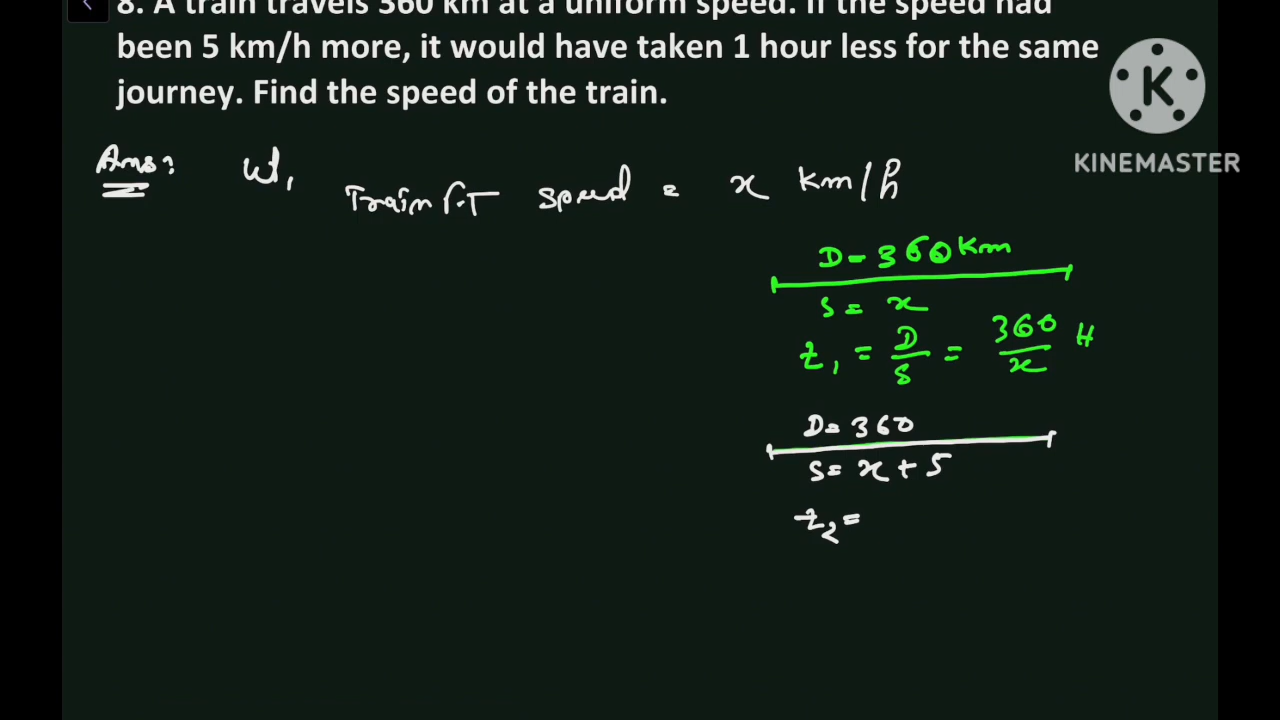 8. A train travels 360 km at a uniform speed. If the speed had
been 5 km/h more, it would have taken 1 hour less for the same
journey. Find the speed of the train.
K
KINEMASTER
Ans:
Train speed = x km/h
D = 360 Km
S = x
t₁ = D/S = 360/x H
D = 360
S = x + 5
t₂ =